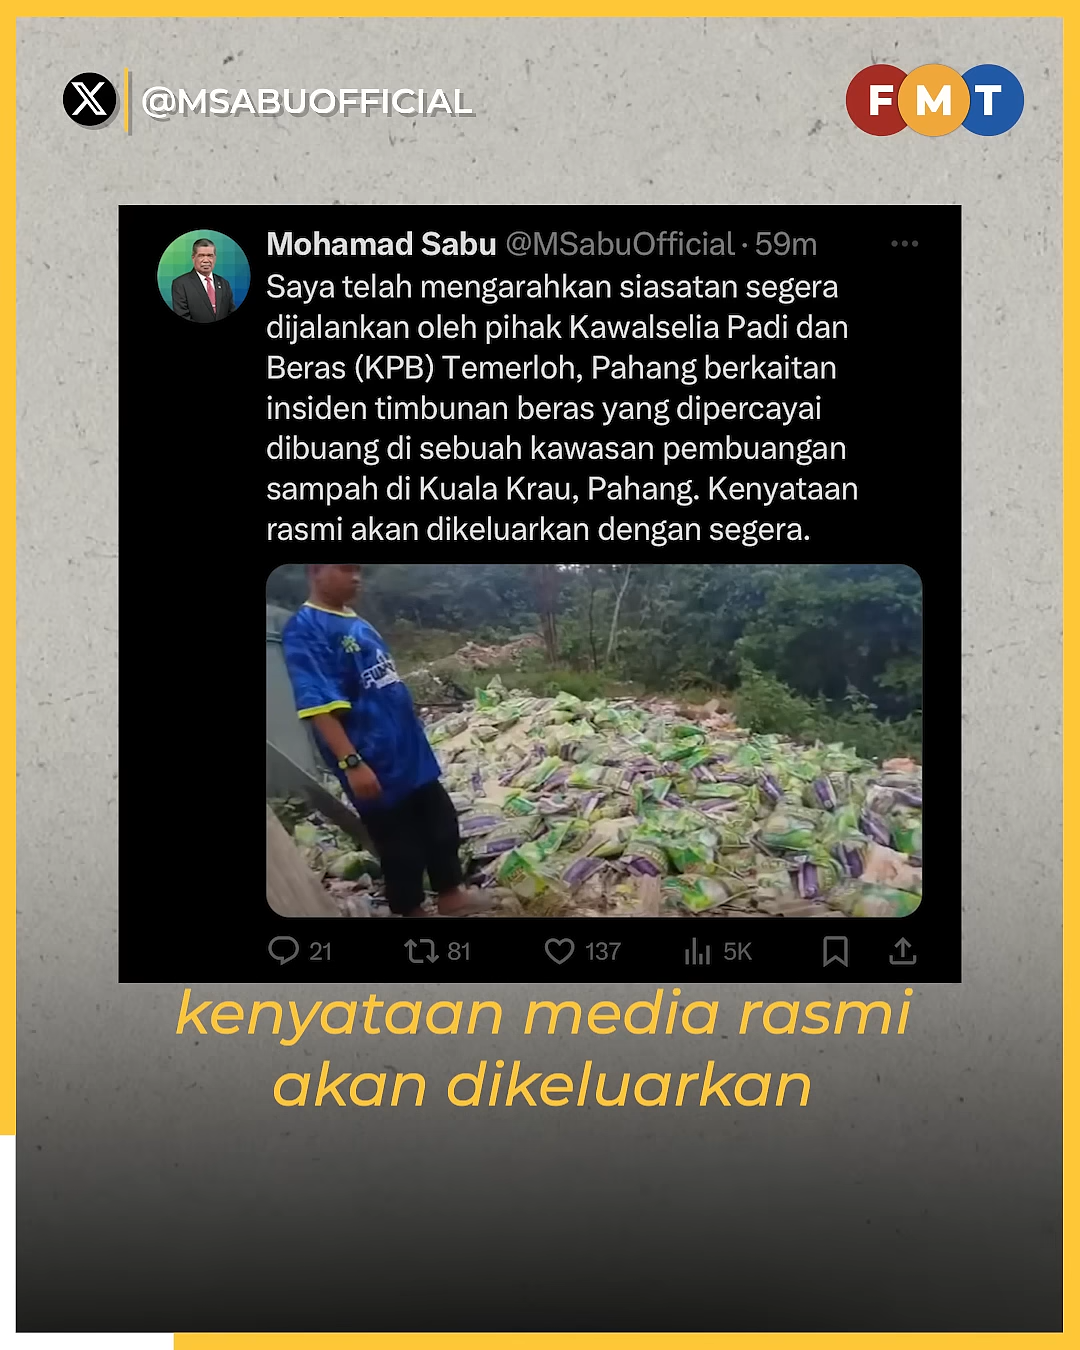 X @MSABUOFFICIAL
FMT
Mohamad Sabu @MSabuOfficial · 59m
Saya telah mengarahkan siasatan segera
dijalankan oleh pihak Kawalselia Padi dan
Beras (KPB) Temerloh, Pahang berkaitan
insiden timbunan beras yang dipercayai
dibuang di sebuah kawasan pembuangan
sampah di Kuala Krau, Pahang. Kenyataan
rasmi akan dikeluarkan dengan segera.
21 81 137 5K
kenyataan media rasmi
akan dikeluarkan